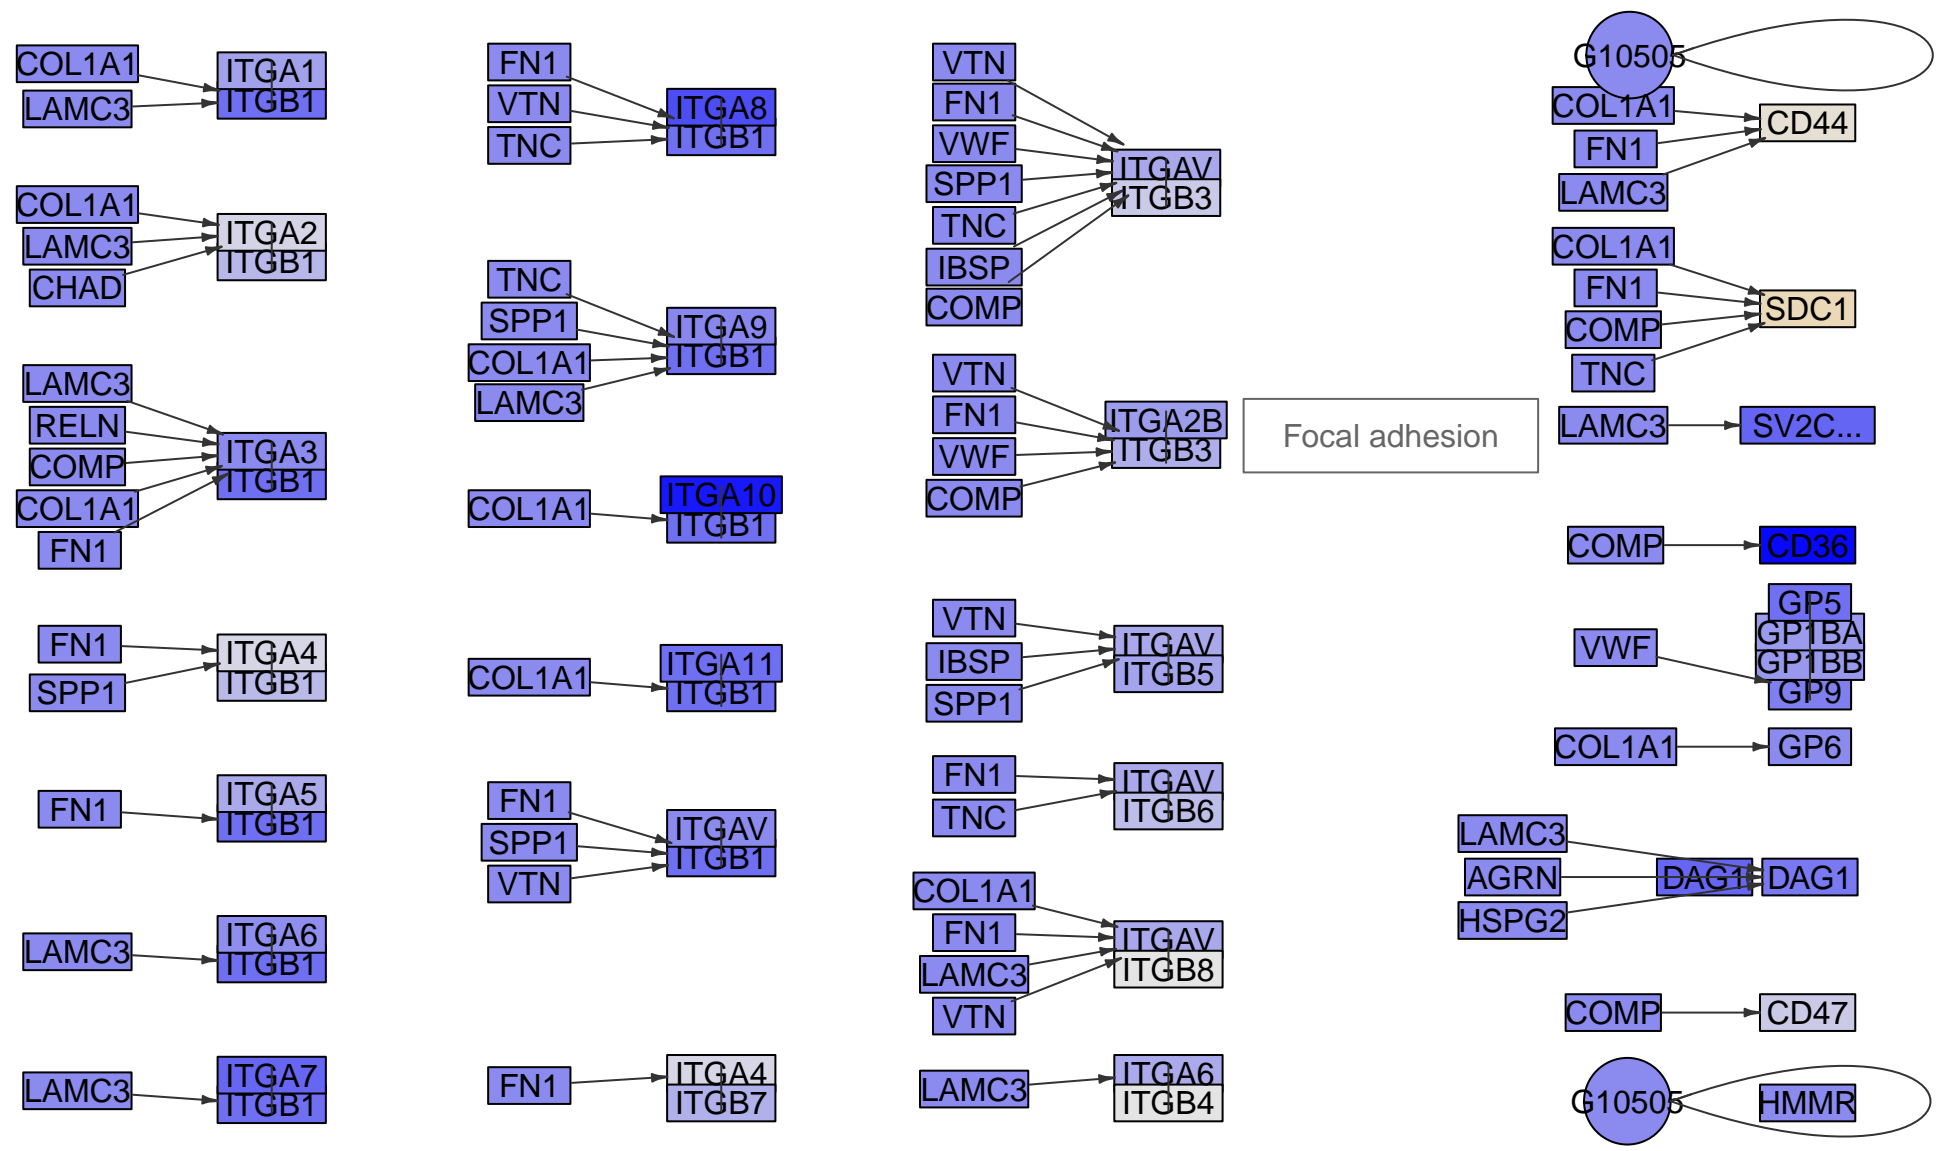 COL1A1
LAMC3
ITGA1
ITGB1
COL1A1
LAMC3
CHAD
ITGA2
ITGB1
LAMC3
RELN
COMP
COL1A1
FN1
ITGA3
ITGB1
FN1
SPP1
ITGA4
ITGB1
FN1
ITGA5
ITGB1
LAMC3
ITGA6
ITGB1
LAMC3
ITGA7
ITGB1
FN1
VTN
TNC
ITGA8
ITGB1
TNC
SPP1
COL1A1
LAMC3
ITGA9
ITGB1
COL1A1
ITGA10
ITGB1
COL1A1
ITGA11
ITGB1
FN1
SPP1
VTN
ITGAV
ITGB1
FN1
ITGA4
ITGB7
VTN
FN1
VWF
SPP1
TNC
IBSP
COMP
ITGAV
ITGB3
VTN
FN1
VWF
COMP
ITGA2B
ITGB3
VTN
IBSP
SPP1
ITGAV
ITGB5
FN1
TNC
ITGAV
ITGB6
COL1A1
FN1
LAMC3
VTN
ITGAV
ITGB8
LAMC3
ITGA6
ITGB4
Focal adhesion
G10505
COL1A1
FN1
LAMC3
CD44
COL1A1
FN1
COMP
TNC
SDC1
LAMC3
SV2C...
COMP
CD36
VWF
GP5
GP1BA
GP1BB
GP9
COL1A1
GP6
LAMC3
AGRN
HSPG2
DAG1
DAG1
COMP
CD47
G10505
HMMR